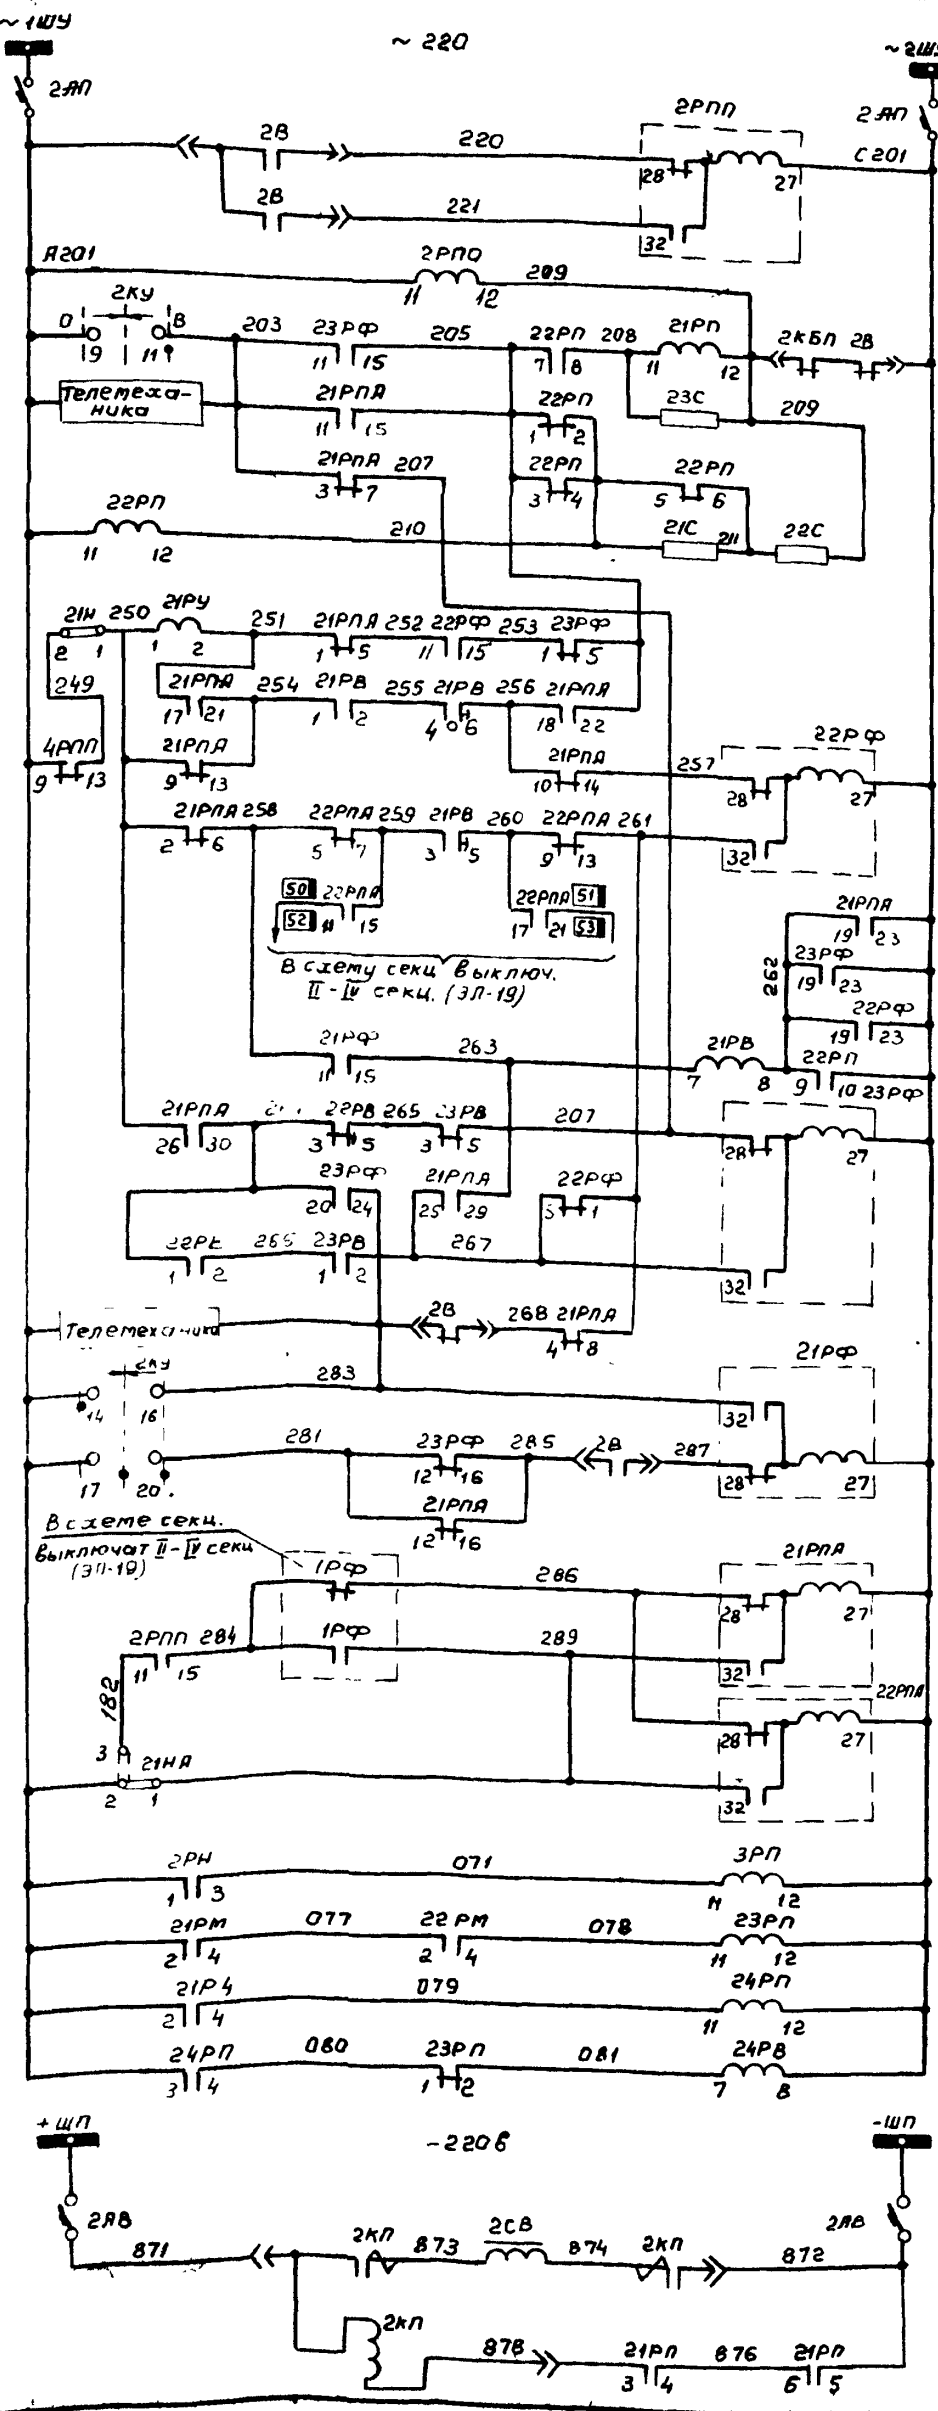 ~ 1ШУ
~ 220
~ 2ШУ
2АП
2АП
2РПП
2В
220
С201
28
27
2В
221
32
А201
2РПО
209
11 12
2КУ
0
В
203
23РФ
205
22РП
208
21РП
2КБП
2В
9
11
11 15
7 8
11
12
Телемеха-
ника
21РПА
22РП
23С
209
11 15
1 2
21РПА
207
22РП
22РП
3 7
3 4
5 6
22РП
210
21С
211
22С
11 12
21Н
250
21РУ
251
21РПА
252
22РФ
253
23РФ
2 1
1 2
1 5
11 15
1 5
249
21РПА
254
21РВ
255
21РВ
256
21РПА
17 21
1 2
4 6
18 22
4РПП
21РПА
21РПА
257
22РФ
9 13
9 13
10 14
28
27
21РПА
258
22РПА
259
21РВ
260
22РПА
261
2 6
5 7
3 5
9 13
32
50
22РПА
22РПА
51
52
11 15
17 21
53
21РПА
19 23
В схему секц выключ.
II - IV секц. (ЭЛ-19)
262
23РФ
19 23
22РФ
19 23
21РФ
263
21РВ
22РП
11 15
7 8
9 10
23РФ
21РПА
22РВ
265
23РВ
207
26 30
3 5
3 5
28
27
23РФ
21РПА
22РФ
20 24
25 29
3 1
266
23РВ
267
1 2
1 2
32
Телемеханика
2В
268
21РПА
4 8
2КУ
283
21РФ
14
16
32
281
23РФ
285
2В
287
17
20
12 16
28
27
21РПА
12 16
В схеме секц.
выключат II - IV секц
(ЭЛ-19)
1РФ
286
21РПА
28
27
2РПП
284
1РФ
289
11 15
32
182
22РПА
28
27
3
21НА
2
1
32
2РН
071
3РП
1 3
11 12
21РМ
077
22РМ
078
23РП
2 4
2 4
11 12
21РЧ
079
24РП
2 4
11 12
24РП
080
23РП
081
24РВ
3 4
1 2
7 8
+ ШП
-220В
-ШП
2АВ
2АВ
871
2КП
873
2СВ
874
2КП
872
2КП
878
21РП
876
21РП
3 4
6 5